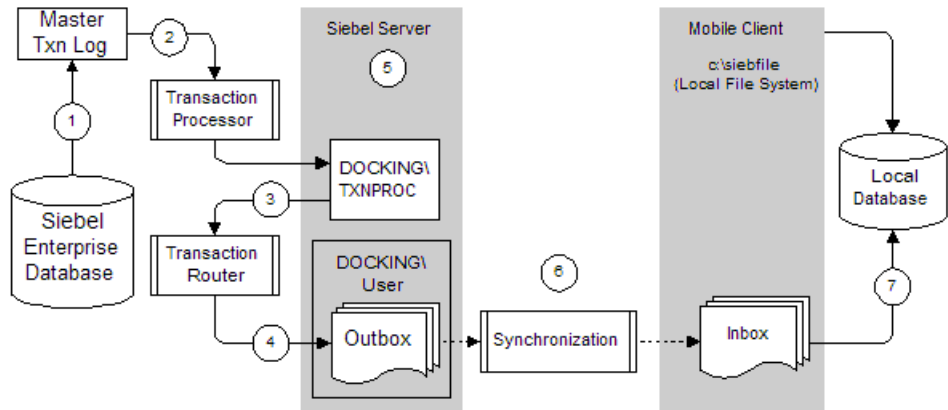 Master
Txn Log
2
Siebel Server
Mobile Client
5
c:\siebfile
(Local File System)
Transaction
Processor
1
DOCKING\
TXNPROC
Local
Database
3
Siebel
Enterprise
Database
Transaction
Router
DOCKING\
User
6
7
4
Outbox
Synchronization
Inbox